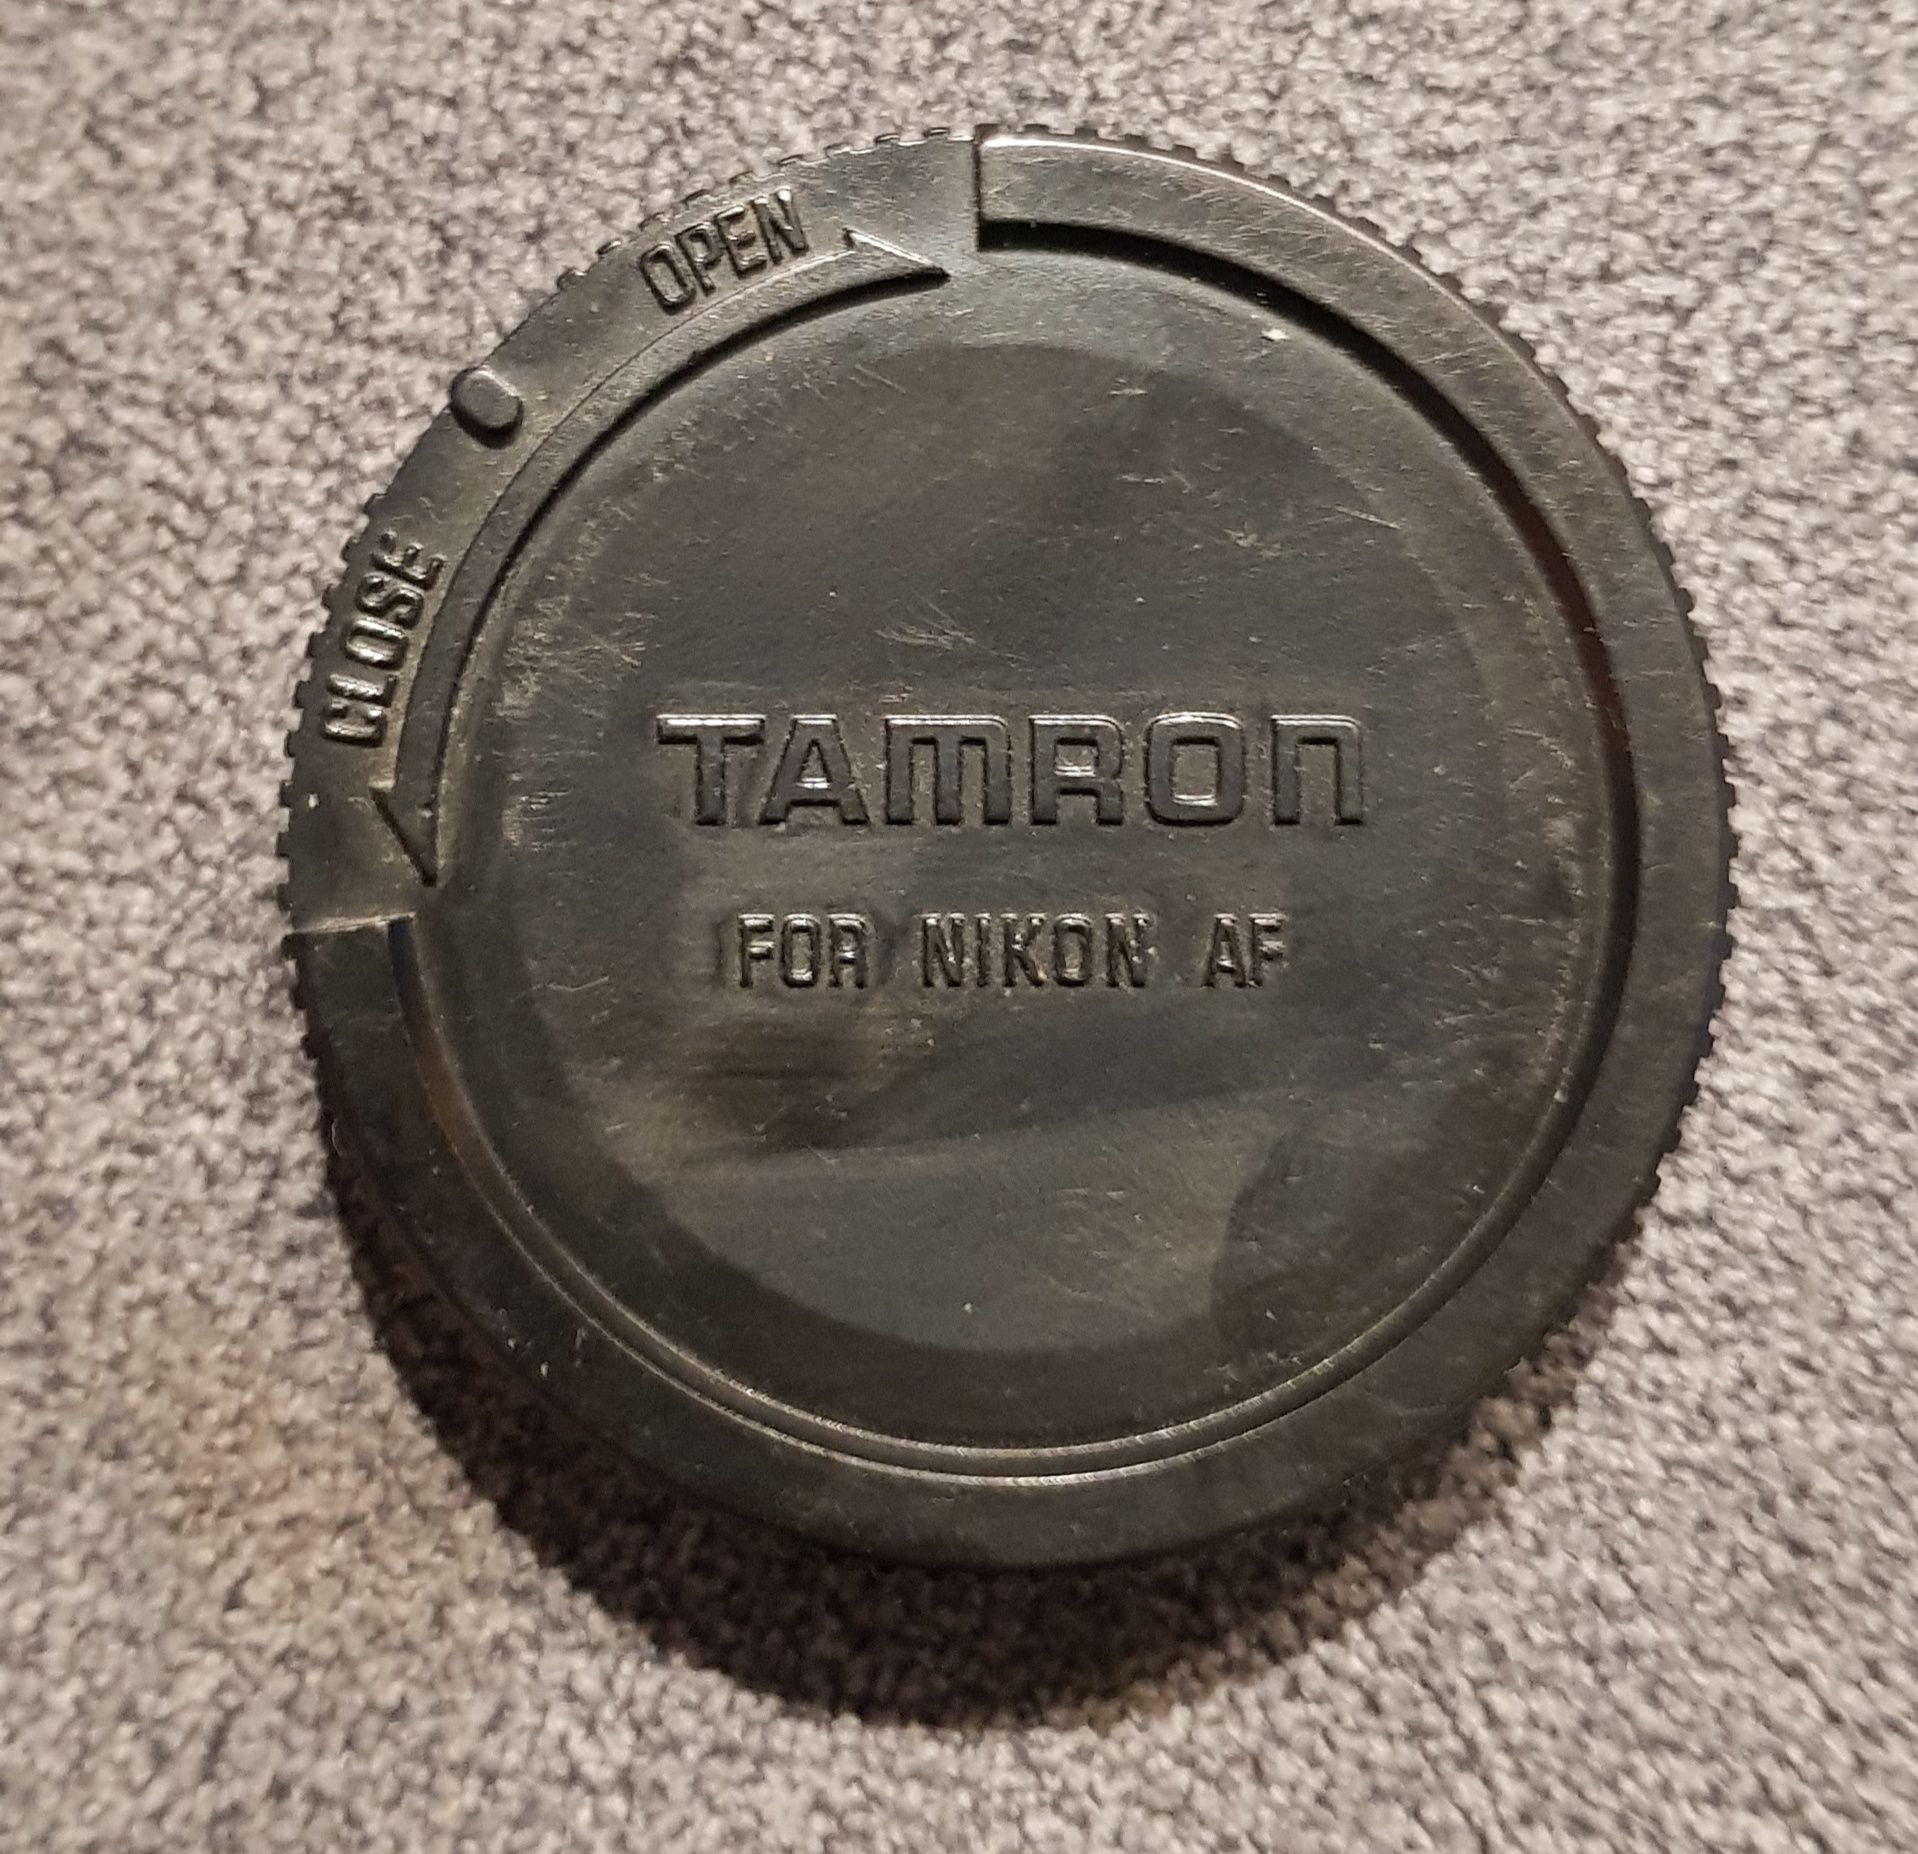 OPEN
CLOSE
TAMRON
FOR NIKON AF